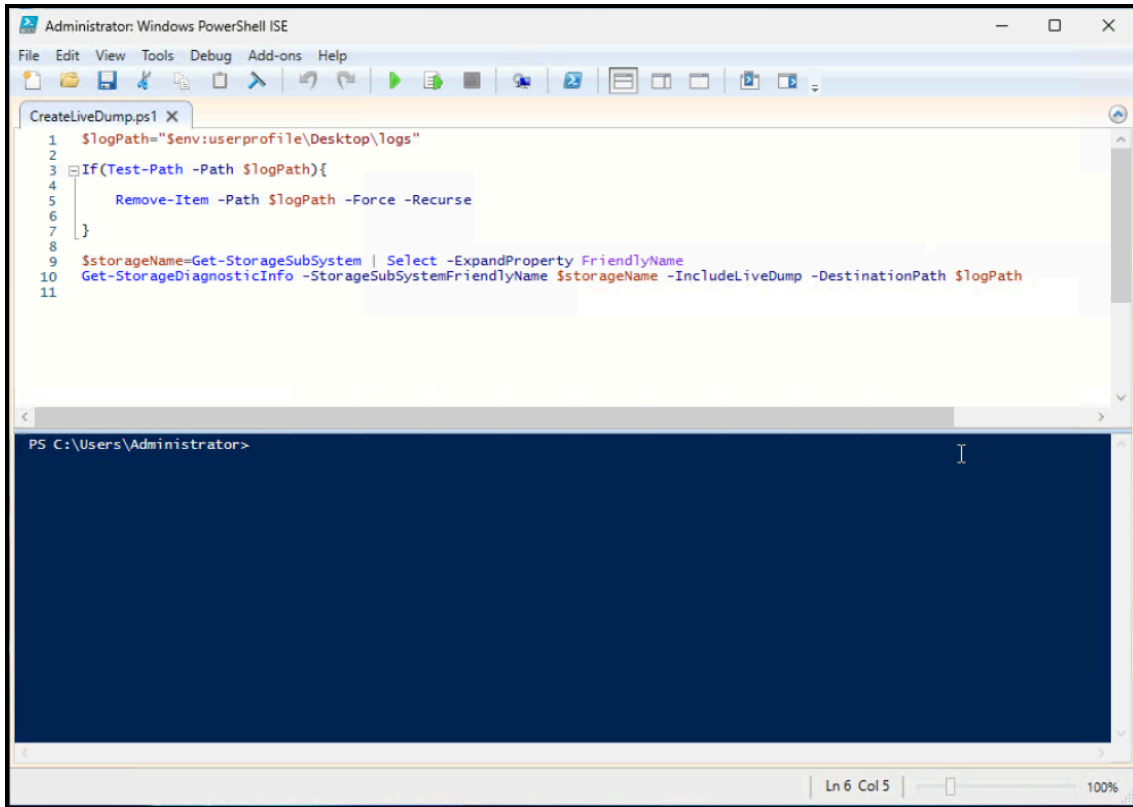 Administrator: Windows PowerShell ISE
File Edit View Tools Debug Add-ons Help
CreateLiveDump.ps1 X
1 $logPath="$env:userprofile\Desktop\logs"
2
3 If(Test-Path -Path $logPath){
4
5 Remove-Item -Path $logPath -Force -Recurse
6
7 }
8
9 $storageName=Get-StorageSubSystem | Select -ExpandProperty FriendlyName
10 Get-StorageDiagnosticInfo -StorageSubSystemFriendlyName $storageName -IncludeLiveDump -DestinationPath $logPath
11
PS C:\Users\Administrator>
Ln 6 Col 5 100%